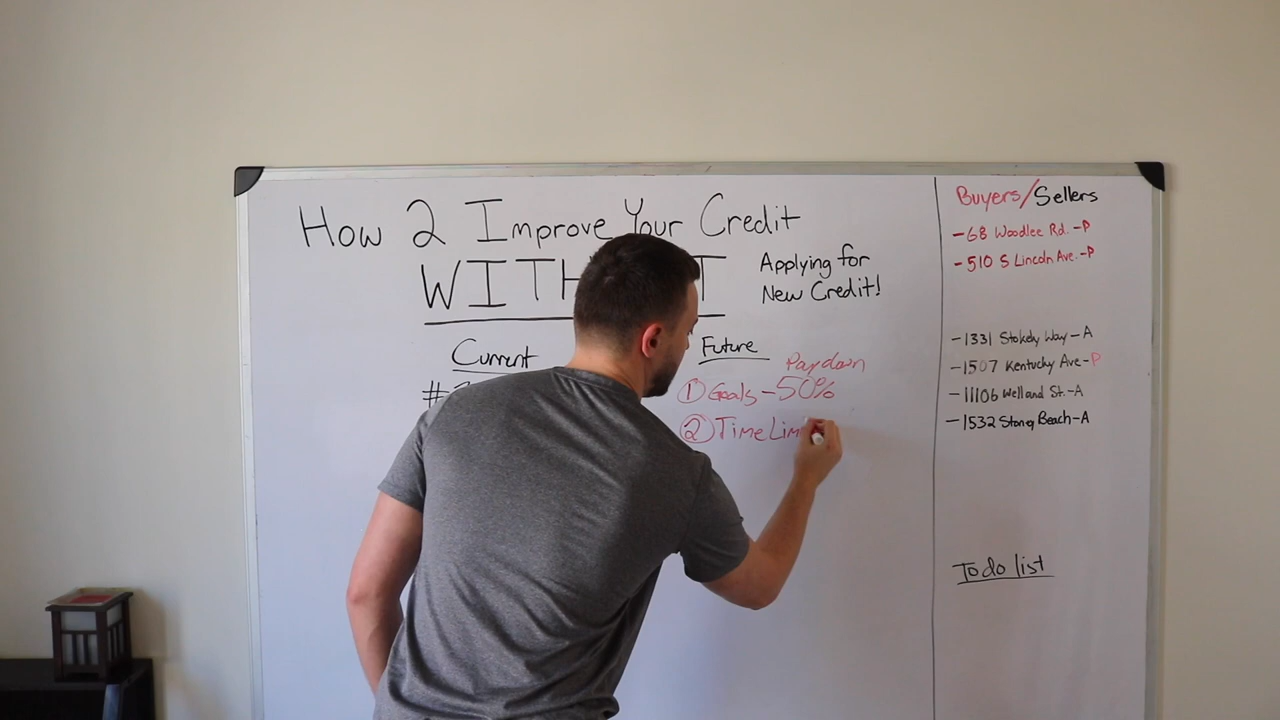 How 2 Improve Your Credit
WITH T
Applying for
New Credit!
Current
#
Future
Paydown
① Goals - 50%
② Time Lim
Buyers/Sellers
- 68 Woodlee Rd. - P
- 510 S Lincoln Ave. - P
- 1331 Stokely Way - A
- 1507 Kentucky Ave - P
- 11106 Welland St. - A
- 1532 Stoney Beach - A
To do list